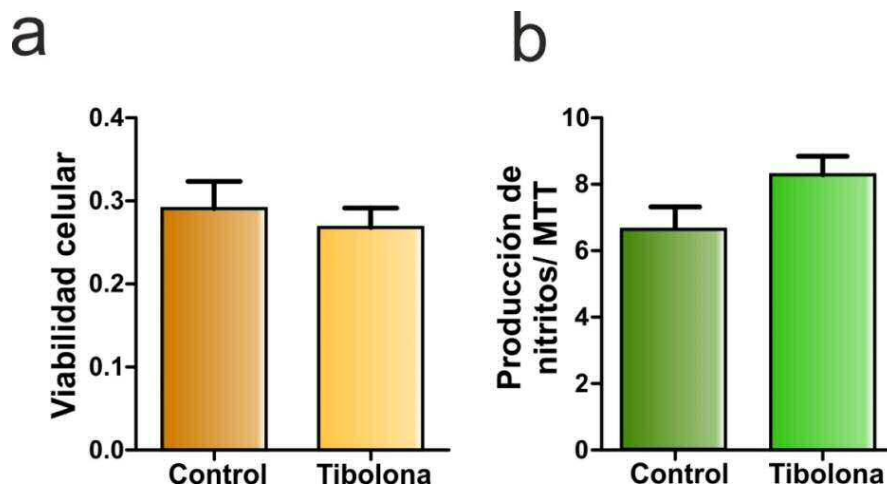 a
Viabilidad celular
0.4
0.3
0.2
0.1
0.0
Control
Tibolona
b
Producción de
nitritos/ MTT
10
8
6
4
2
0
Control
Tibolona